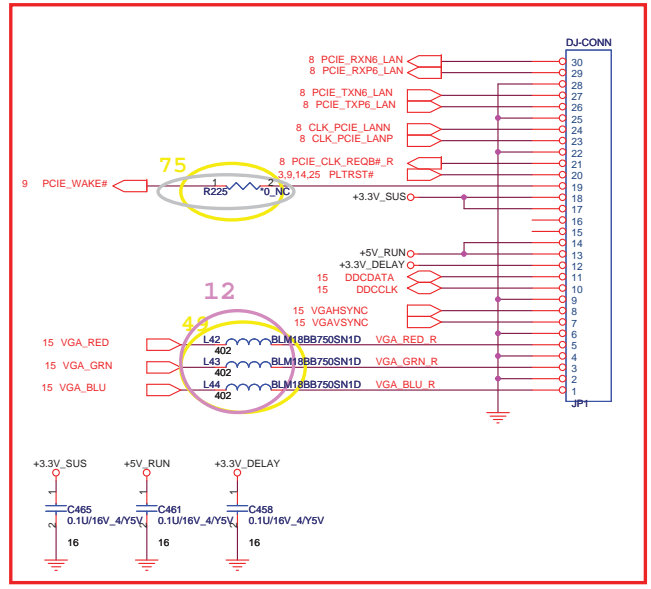 DJ-CONN
8 PCIE_RXN6_LAN 30
8 PCIE_RXP6_LAN 29
28
8 PCIE_TXN6_LAN 27
8 PCIE_TXP6_LAN 26
25
8 CLK_PCIE_LANN 24
8 CLK_PCIE_LANP 23
22
75 8 PCIE_CLK_REQB#_R 21
3,9,14,25 PLTRST# 20
9 PCIE_WAKE# 1 2 19
R225 *0_NC
+3.3V_SUS 18
17
16
15
14
+5V_RUN 13
+3.3V_DELAY 12
15 DDCDATA 11
15 DDCCLK 10
12 9
15 VGAHSYNC 8
49 15 VGAVSYNC 7
6
15 VGA_RED L42 BLM18BB750SN1D VGA_RED_R 5
402
4
15 VGA_GRN L43 BLM18BB750SN1D VGA_GRN_R 3
402
2
15 VGA_BLU L44 BLM18BB750SN1D VGA_BLU_R 1
402
JP1
+3.3V_SUS +5V_RUN +3.3V_DELAY
1 1 1
C465 C461 C458
0.1U/16V_4/Y5V 0.1U/16V_4/Y5V 0.1U/16V_4/Y5V
2 2 2
16 16 16